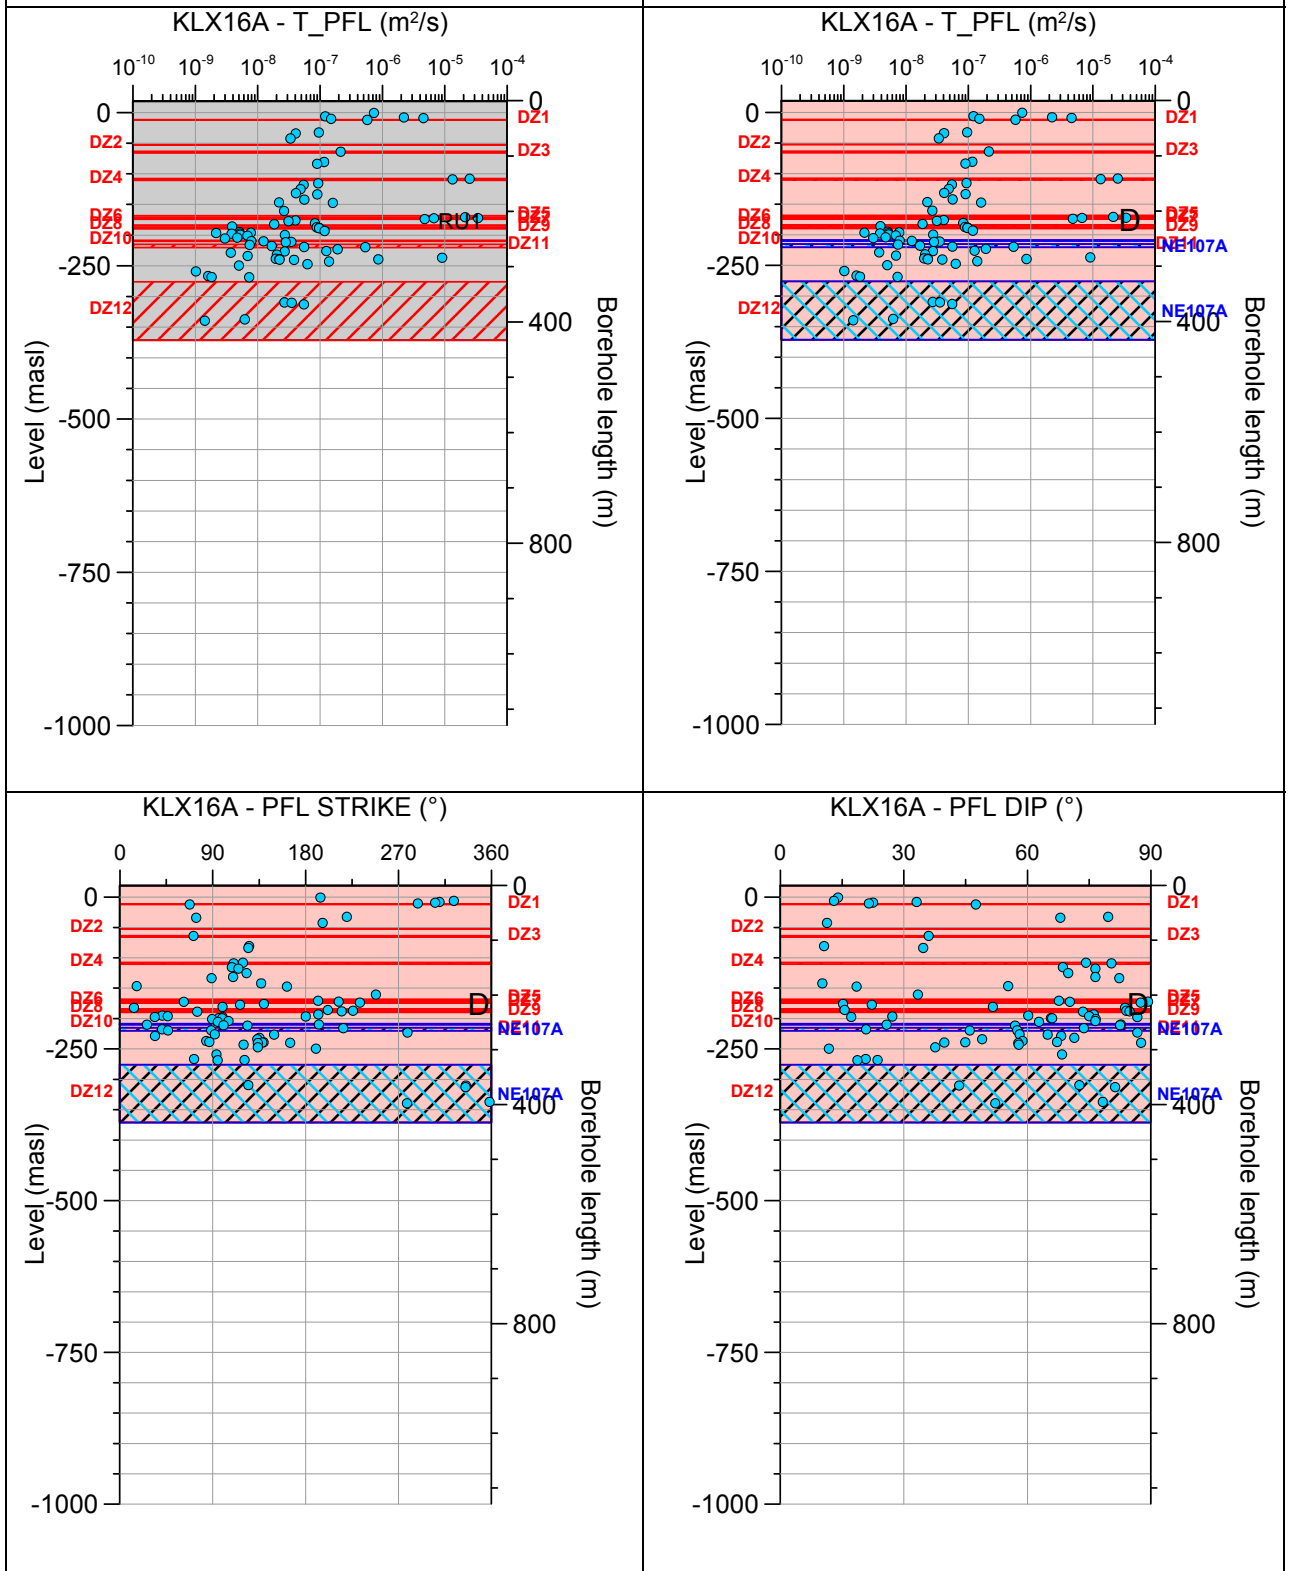 KLX16A - T_PFL (m²/s)
10⁻¹⁰ 10⁻⁹ 10⁻⁸ 10⁻⁷ 10⁻⁶ 10⁻⁵ 10⁻⁴
0
-250
-500
-750
-1000
Level (masl)
0
400
800
Borehole length (m)
DZ1
DZ2
DZ3
DZ4
DZ5
DZ6
DZ8
DZ9
DZ10
DZ11
DZ12
RU1
KLX16A - T_PFL (m²/s)
10⁻¹⁰ 10⁻⁹ 10⁻⁸ 10⁻⁷ 10⁻⁶ 10⁻⁵ 10⁻⁴
0
-250
-500
-750
-1000
Level (masl)
0
400
800
Borehole length (m)
DZ1
DZ2
DZ3
DZ4
DZ5
DZ6
DZ8
DZ9
DZ10
DZ11
NE107A
DZ12
NE107A
D
KLX16A - PFL STRIKE (°)
0 90 180 270 360
0
-250
-500
-750
-1000
Level (masl)
0
400
800
Borehole length (m)
DZ1
DZ2
DZ3
DZ4
DZ5
DZ6
DZ8
DZ9
DZ10
DZ11
NE107A
DZ12
NE107A
D
KLX16A - PFL DIP (°)
0 30 60 90
0
-250
-500
-750
-1000
Level (masl)
0
400
800
Borehole length (m)
DZ1
DZ2
DZ3
DZ4
DZ5
DZ6
DZ8
DZ9
DZ10
DZ11
NE107A
DZ12
NE107A
D